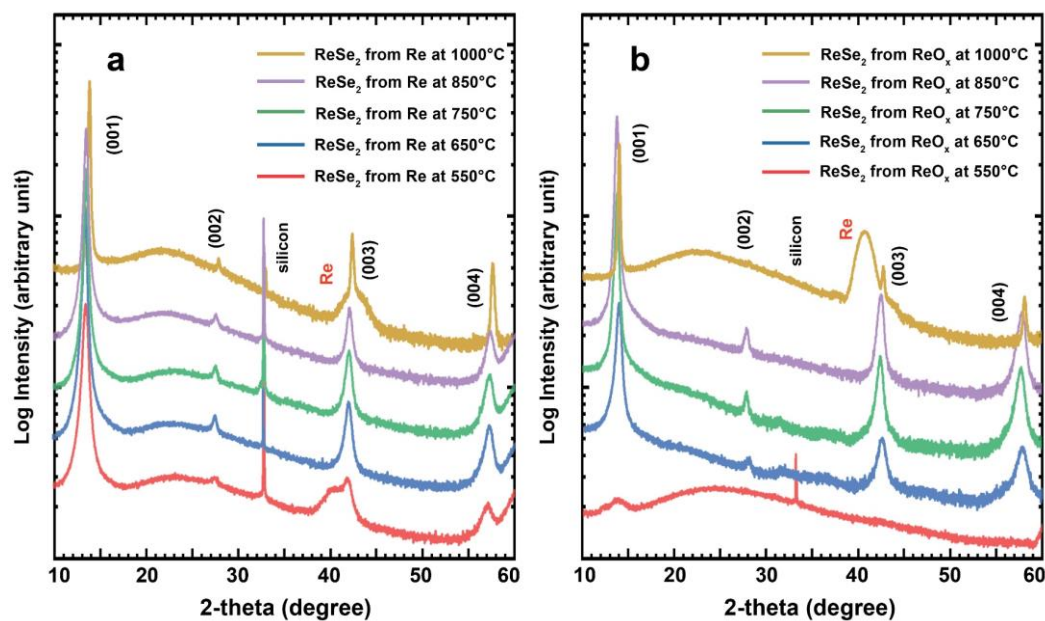 a
ReSe₂ from Re at 1000°C
ReSe₂ from Re at 850°C
ReSe₂ from Re at 750°C
ReSe₂ from Re at 650°C
ReSe₂ from Re at 550°C
(001)
(002)
silicon
Re
(003)
(004)
Log Intensity (arbitrary unit)
10 20 30 40 50 60
2-theta (degree)
b
ReSe₂ from ReOₓ at 1000°C
ReSe₂ from ReOₓ at 850°C
ReSe₂ from ReOₓ at 750°C
ReSe₂ from ReOₓ at 650°C
ReSe₂ from ReOₓ at 550°C
(001)
(002)
silicon
Re
(003)
(004)
Log Intensity (arbitrary unit)
10 20 30 40 50 60
2-theta (degree)